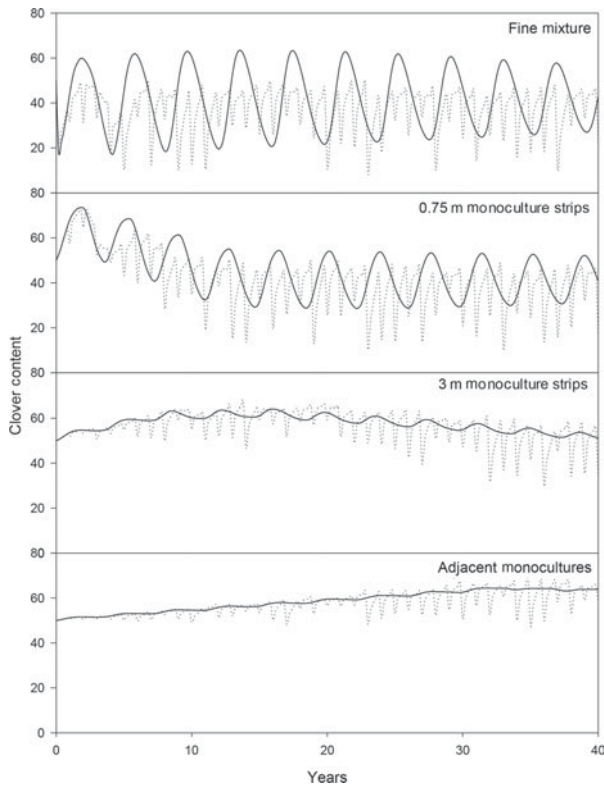 80
Fine mixture
60
40
20
80
0.75 m monoculture strips
60
40
20
80
3 m monoculture strips
60
40
20
80
Adjacent monocultures
60
40
20
0
0 10 20 30 40
Years
Clover content